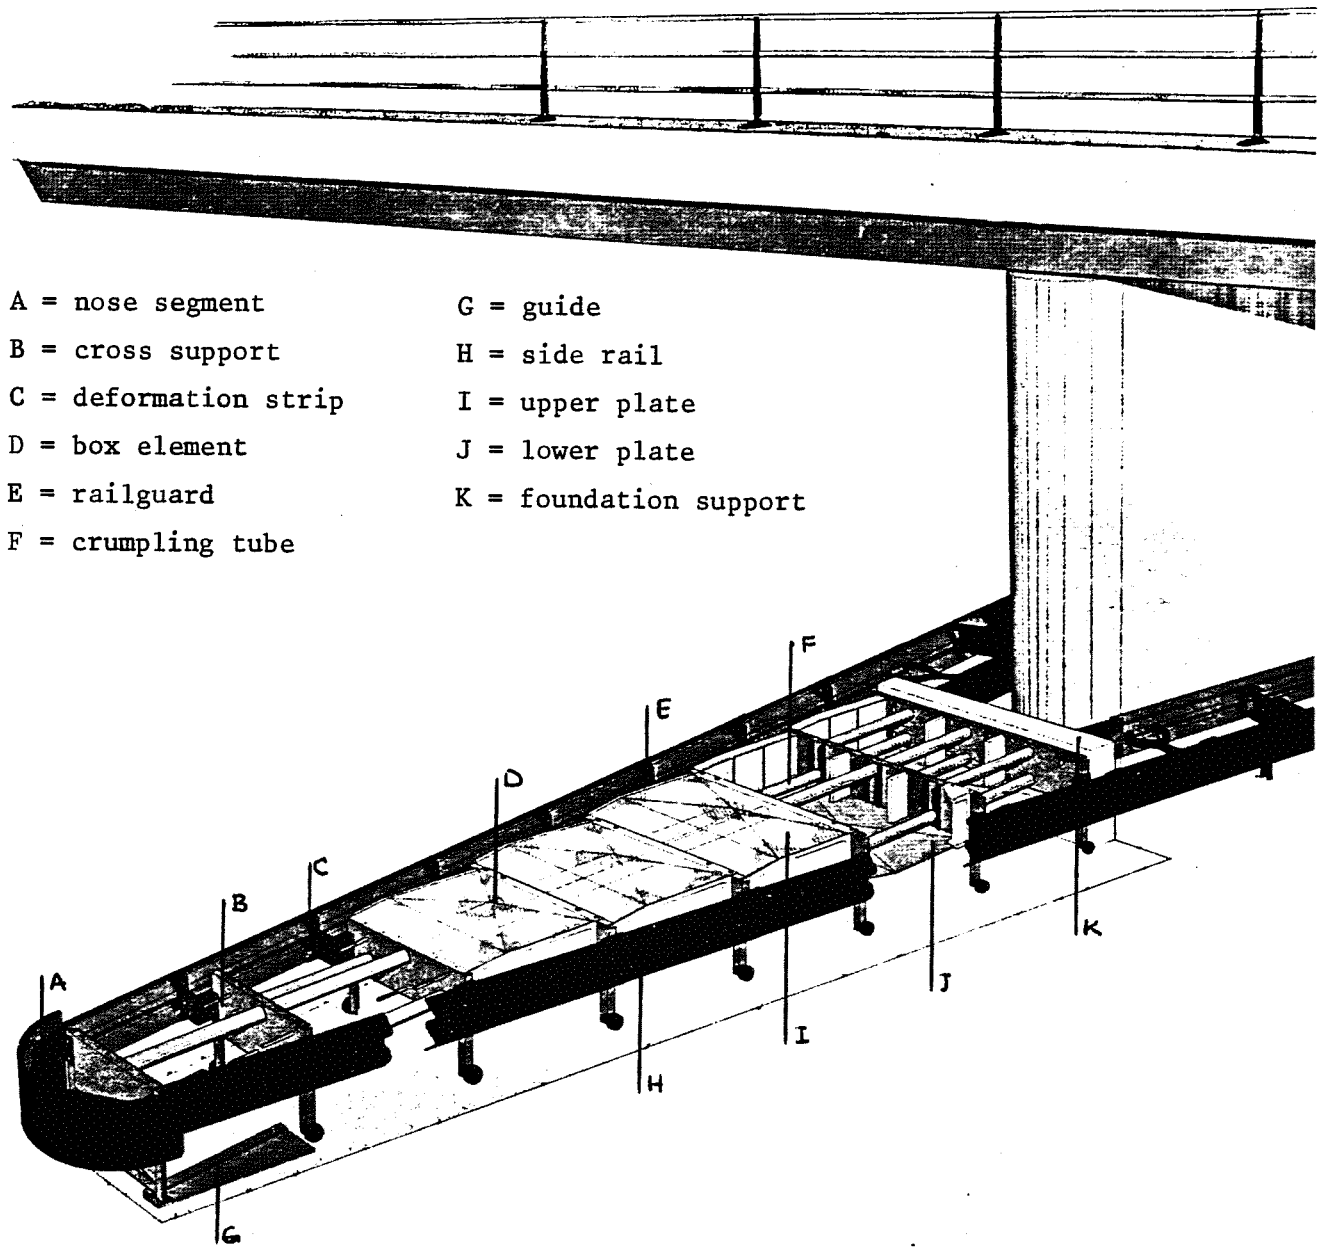 A = nose segment
B = cross support
C = deformation strip
D = box element
E = railguard
F = crumpling tube
G = guide
H = side rail
I = upper plate
J = lower plate
K = foundation support
F
E
D
C
B
A
K
J
I
H
G